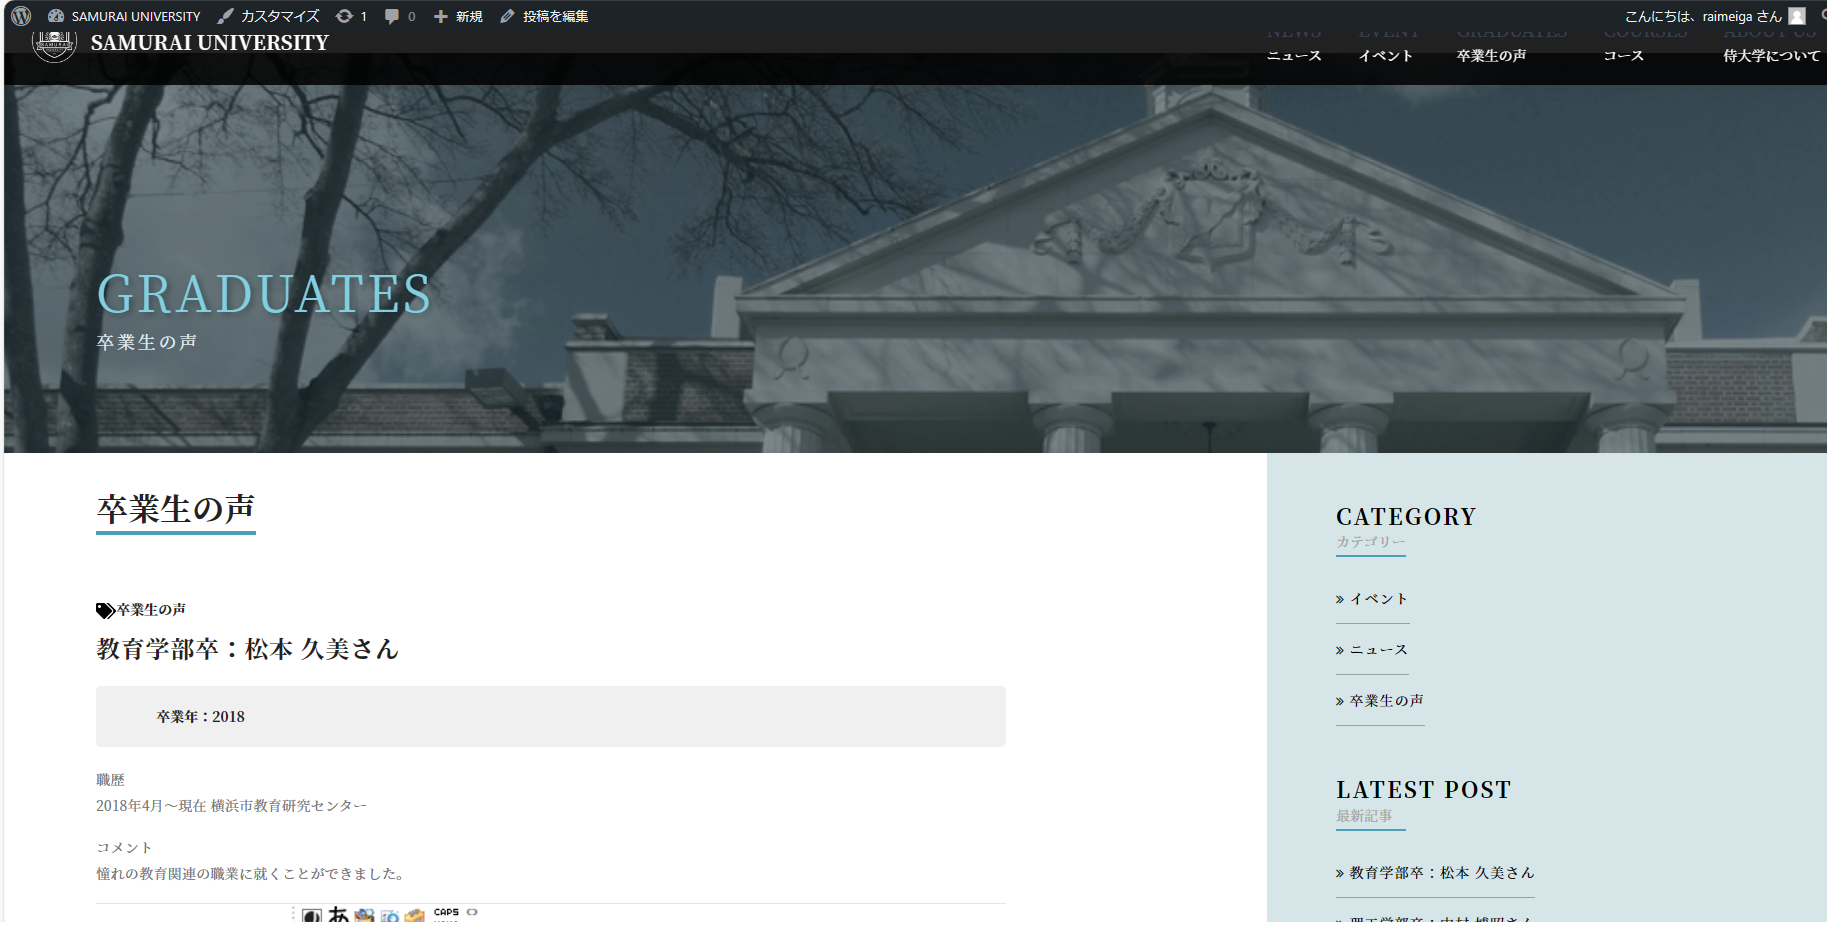 SAMURAI UNIVERSITY カスタマイズ 1 0 新規 投稿を編集 こんにちは、raimeiga さん
SAMURAI UNIVERSITY
NEWS EVENT GRADUATES COURSES ABOUT US
ニュース イベント 卒業生の声 コース 侍大学について
GRADUATES
卒業生の声
卒業生の声
卒業生の声
教育学部卒：松本 久美さん
卒業年：2018
職歴
2018年4月～現在 横浜市教育研究センター
コメント
憧れの教育関連の職業に就くことができました。
あ CAPS
CATEGORY
カテゴリー
» イベント
» ニュース
» 卒業生の声
LATEST POST
最新記事
» 教育学部卒：松本 久美さん